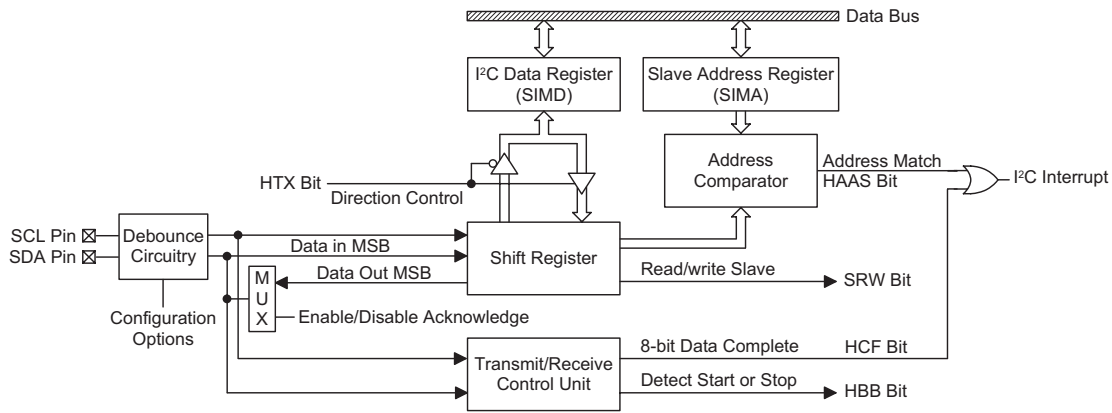 Data Bus
I²C Data Register
(SIMD)
Slave Address Register
(SIMA)
HTX Bit
Direction Control
Address
Comparator
Address Match
HAAS Bit
I²C Interrupt
SCL Pin
SDA Pin
Debounce
Circuitry
Data in MSB
Shift Register
M
U
X
Data Out MSB
Read/write Slave
SRW Bit
Configuration
Options
Enable/Disable Acknowledge
Transmit/Receive
Control Unit
8-bit Data Complete
HCF Bit
Detect Start or Stop
HBB Bit